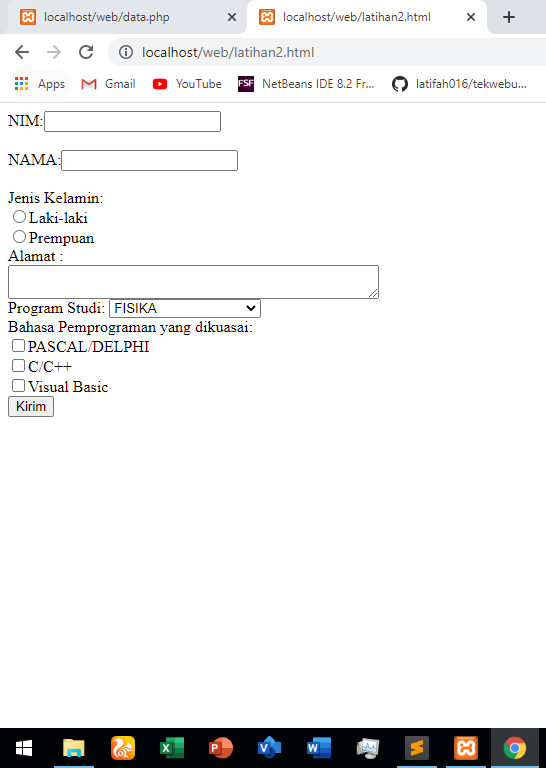 localhost/web/data.php
localhost/web/latihan2.html
localhost/web/latihan2.html
Apps
Gmail
YouTube
FSF
NetBeans IDE 8.2 Fr...
latifah016/tekwebu...
NIM:
NAMA:
Jenis Kelamin:
Laki-laki
Prempuan
Alamat :
Program Studi: FISIKA
Bahasa Pemprograman yang dikuasai:
PASCAL/DELPHI
C/C++
Visual Basic
Kirim